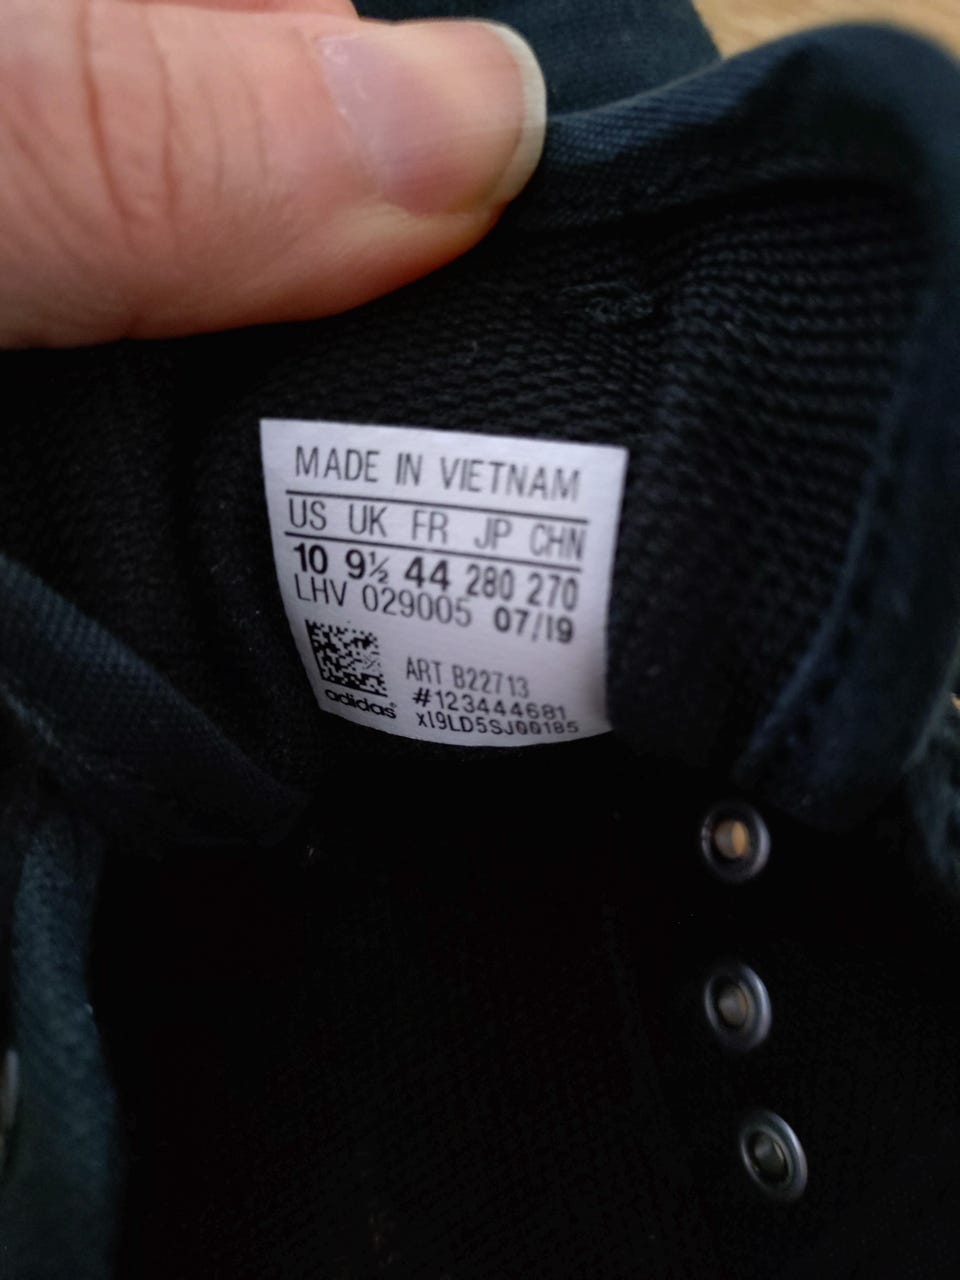 MADE IN VIETNAM
US UK FR JP CHN
10 9½ 44 280 270
LHV 029005 07/19
ART B22713
#123444681
adidas
x19LD5SJ00185